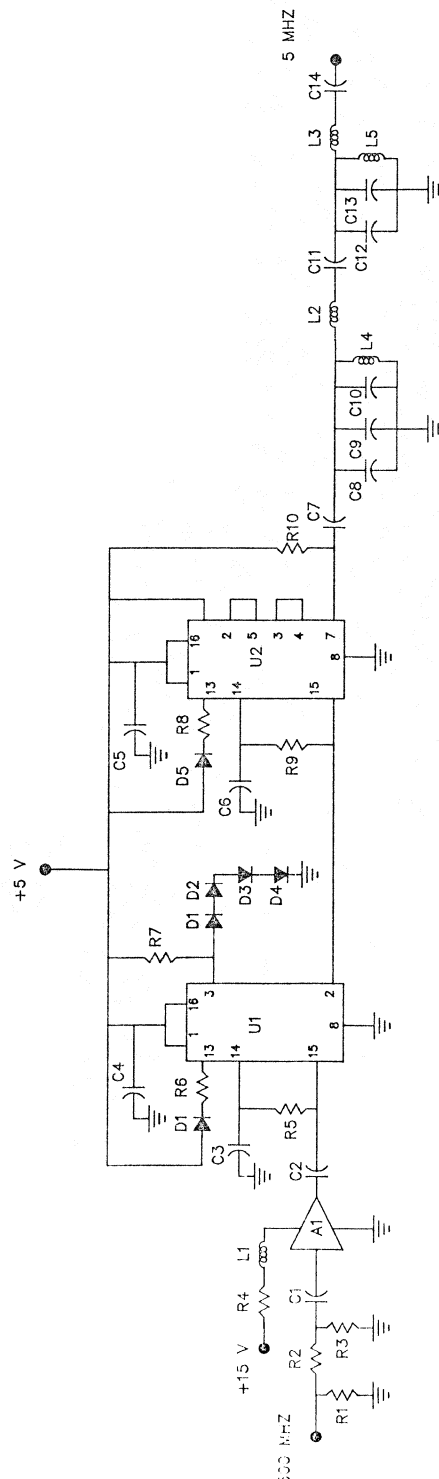 MHZ
R1
R2
R3
C1
+15 V
R4
L1
A1
C2
C3
R5
D1
R6
C4
1
16
13
14
15
U1
3
2
8
R7
D1
D2
D3
D4
+5 V
C5
D5
R8
C6
R9
1
16
13
14
15
U2
2
5
3
4
7
8
R10
C7
C8
C9
C10
L4
L2
C11
C12
C13
L5
L3
C14
5 MHZ